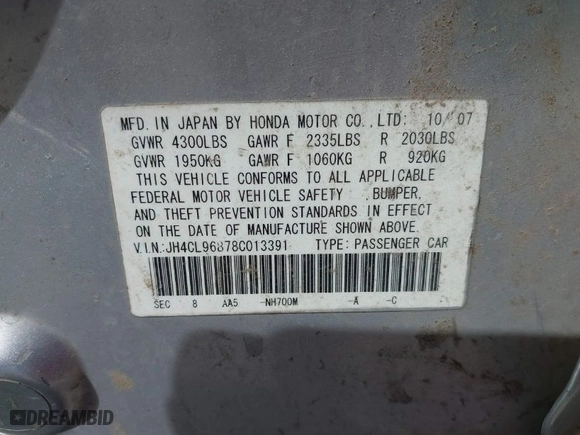 MFD. IN JAPAN BY HONDA MOTOR CO., LTD: 10/'07
GVWR 4300LBS GAWR F 2335LBS R 2030LBS
GVWR 1950KG GAWR F 1060KG R 920KG
THIS VEHICLE CONFORMS TO ALL APPLICABLE
FEDERAL MOTOR VEHICLE SAFETY , BUMPER,
AND THEFT PREVENTION STANDARDS IN EFFECT
ON THE DATE OF MANUFACTURE SHOWN ABOVE.
V.I.N.:JH4CL96878C013391 TYPE: PASSENGER CAR
SEC 8 AA5 -NH700M -A -C
DREAMBID